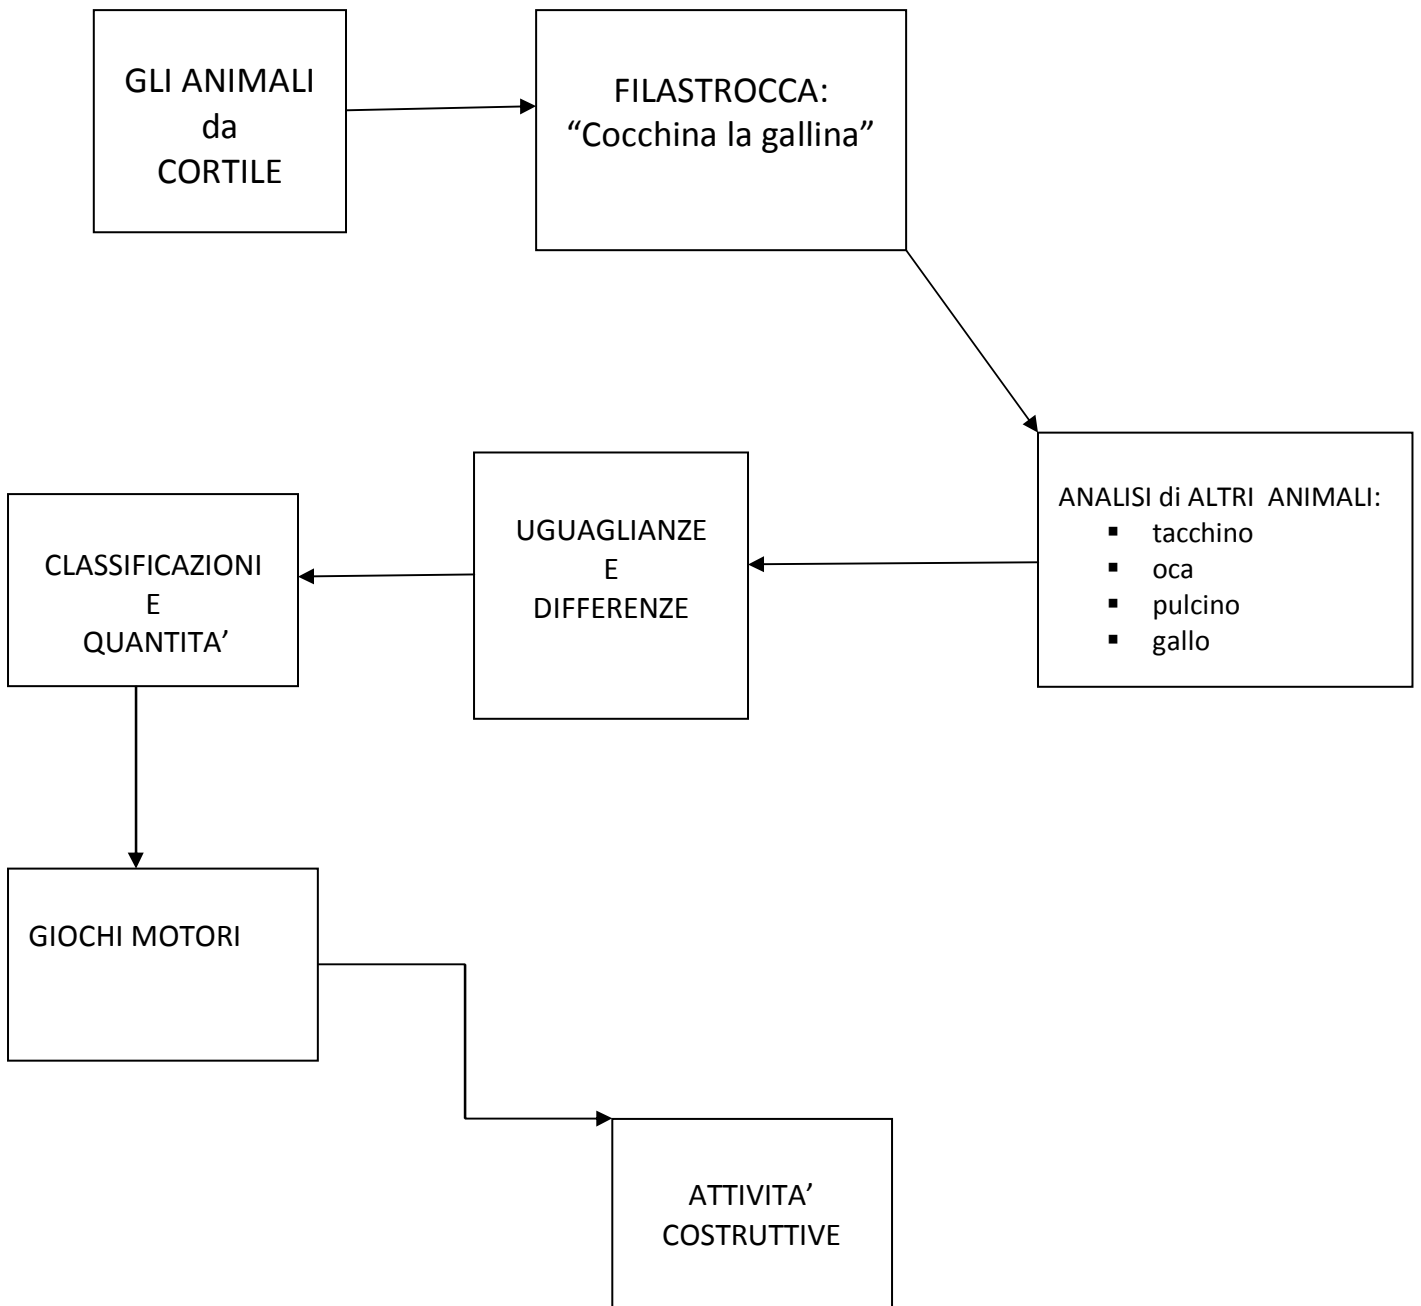 GLI ANIMALI
da
CORTILE
FILASTROCCA:
“Cocchina la gallina”
ANALISI di ALTRI  ANIMALI:
▪ tacchino
▪ oca
▪ pulcino
▪ gallo
UGUAGLIANZE
E
DIFFERENZE
CLASSIFICAZIONI
E
QUANTITA’
GIOCHI MOTORI
ATTIVITA’
COSTRUTTIVE